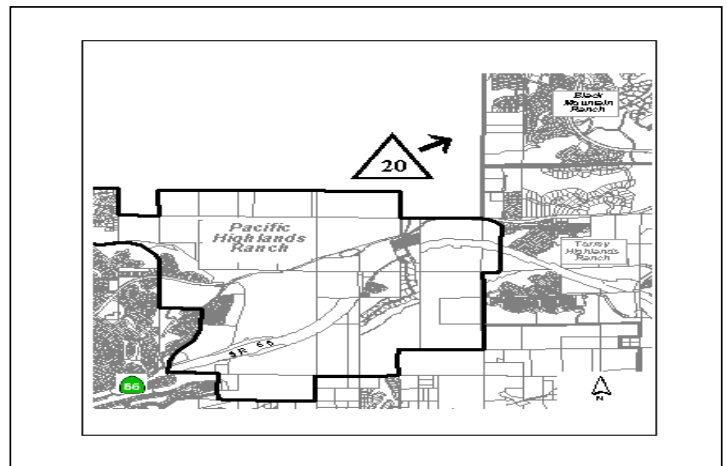 Black
Mountain
Ranch
20
Pacific
Highlands
Ranch
Torrey
Highlands
Ranch
SR 56
56
N